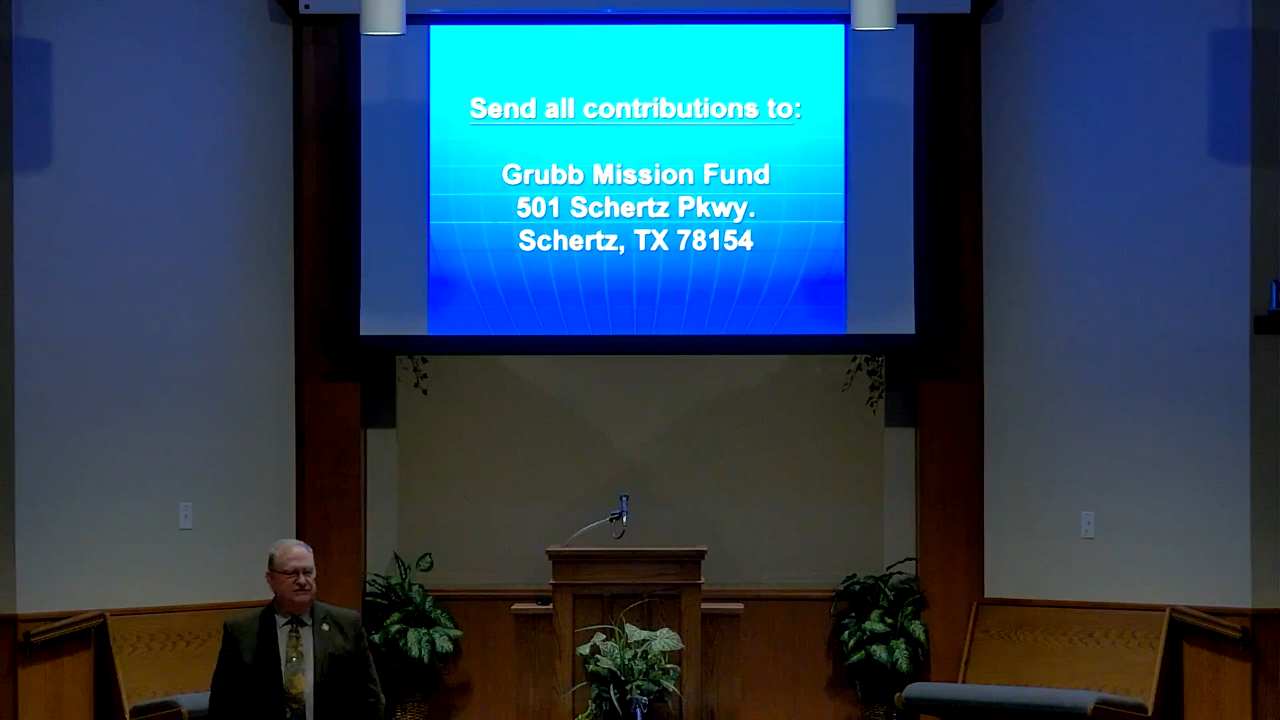 Send all contributions to:
Grubb Mission Fund
501 Schertz Pkwy.
Schertz, TX 78154